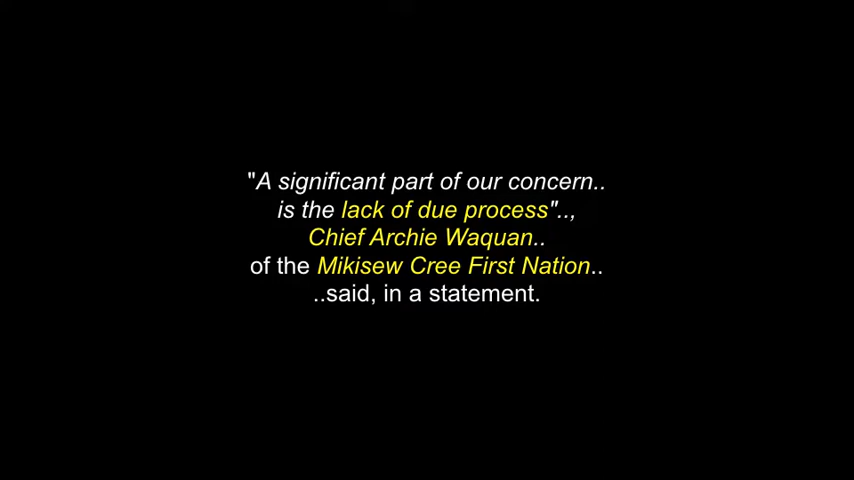 "A significant part of our concern..
is the lack of due process"..,
Chief Archie Waquan..
of the Mikisew Cree First Nation..
..said, in a statement.